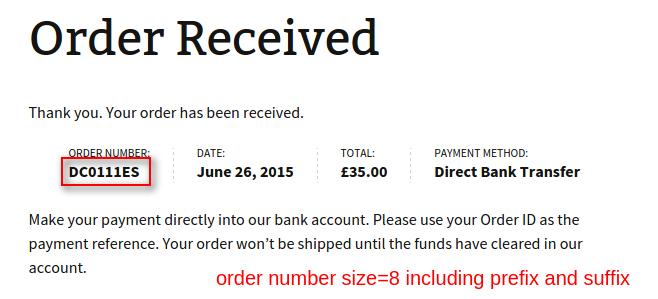 Order Received
Thank you. Your order has been received.
ORDER NUMBER:
DC0111ES
DATE:
June 26, 2015
TOTAL:
£35.00
PAYMENT METHOD:
Direct Bank Transfer
Make your payment directly into our bank account. Please use your Order ID as the
payment reference. Your order won’t be shipped until the funds have cleared in our
account.
order number size=8 including prefix and suffix